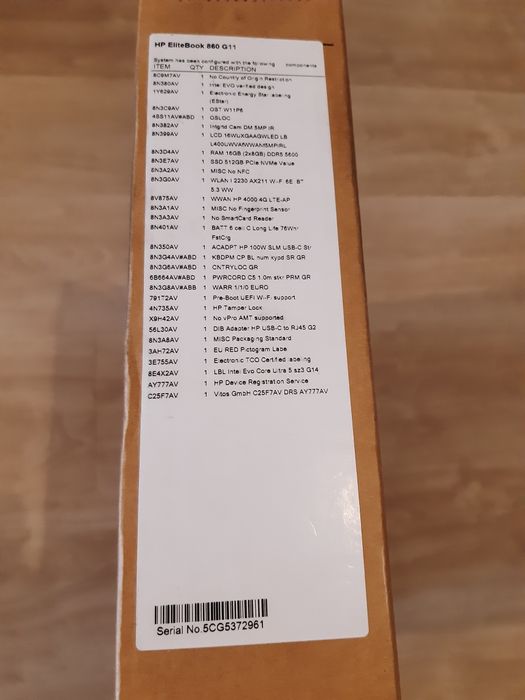 HP EliteBook 860 G11
System has been configured with the following components
ITEM QTY DESCRIPTION
8C9M7AV 1 No Country of Origin Restriction
8N380AV 1 Intel EVO verified design
1Y629AV 1 Electronic Energy Star labeling
(EStar)
8N3C9AV 1 OST W11P6
4SS11AV#ABD 1 OSLOC
8N382AV 1 Intgrtd Cam DM 5MP IR
8N399AV 1 LCD 16WUXGAAGWLED LB
8N3D4AV 1 RAM 16GB (2x8GB) DDR5 5600
8N3E7AV 1 SSD 512GB PCIe NVMe Value
8N3A2AV 1 MISC No NFC
8N3G0AV 1 WLAN I 2230 AX211 Wi-Fi 6E BT
5.3 WW
8V875AV 1 WWAN HP 4000 4G LTE-AP
8N3A1AV 1 MISC No Fingerprint Sensor
8N3A3AV 1 No SmartCard Reader
8N401AV 1 BATT 6 cell C Long Life 76Whr
FstCrg
8N350AV 1 ACADPT HP 100W SLM USB-C Str
8N3G4AV#ABD 1 KBDPM CP BL num kypd SR GR
8N3G6AV#ABD 1 CNTRYLOC GR
6B664AV#ABD 1 PWRCORD C5 1.0m stkr PRM GR
8N3G8AV#ABB 1 WARR 1/1/0 EURO
791T2AV 1 Pre-Boot UEFI Wi-Fi support
4N735AV 1 HP Tamper Lock
X9H42AV 1 No vPro AMT supported
56L30AV 1 DIB Adapter HP USB-C to RJ45 G2
8N3A8AV 1 MISC Packaging Standard
3AH72AV 1 EU RED Pictogram Label
3E755AV 1 Electronic TCO Certified labeling
8E4X2AV 1 LBL Intel Evo Core Ultra 5 sz3 G14
AY777AV 1 HP Device Registration Service
C25F7AV 1 Vitos GmbH C25F7AV DRS AY777AV
Serial No.5CG5372961